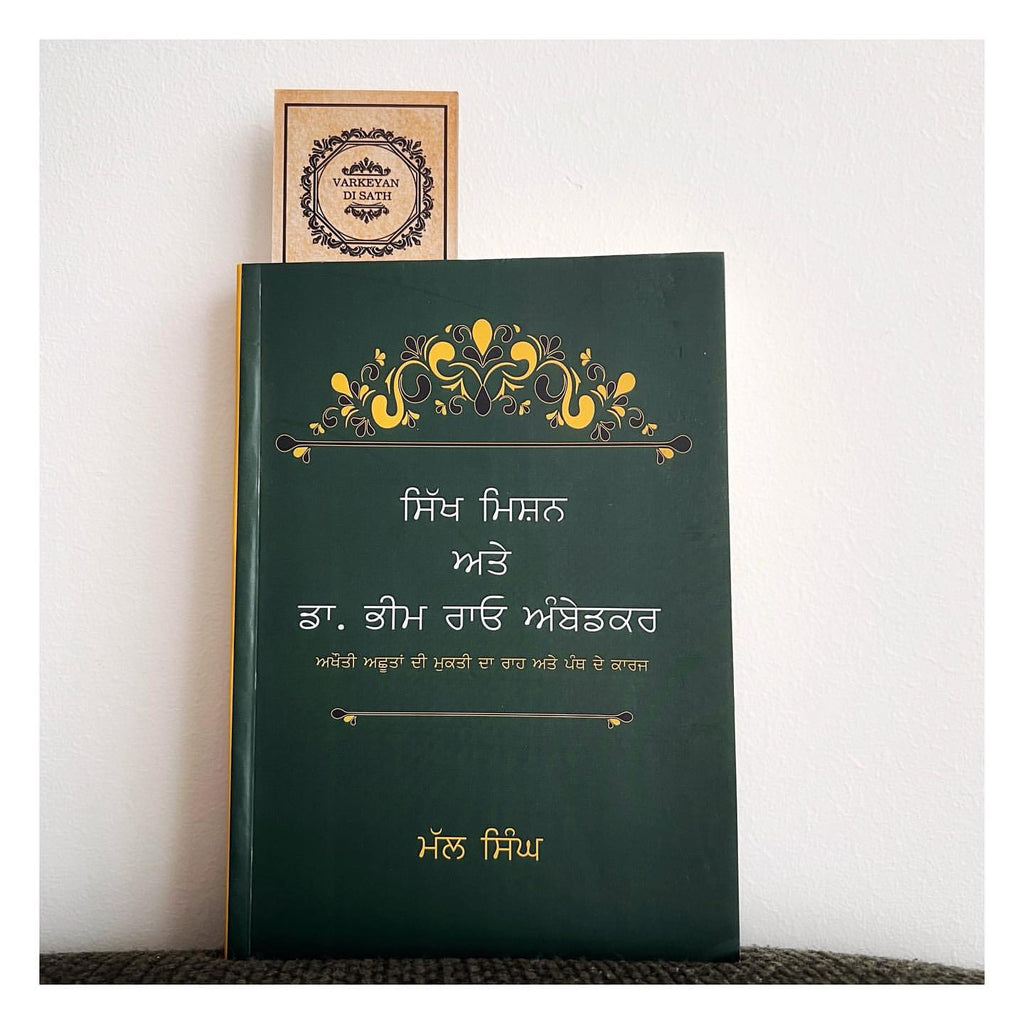 VARKEYAN
DI SATH
ਸਿੱਖ ਮਿਸ਼ਨ
ਅਤੇ
ਡਾ. ਭੀਮ ਰਾਓ ਅੰਬੇਡਕਰ
ਅਖੌਤੀ ਅਛੂਤਾਂ ਦੀ ਮੁਕਤੀ ਦਾ ਰਾਹ ਅਤੇ ਪੰਥ ਦੇ ਕਾਰਜ
ਮੱਲ ਸਿੰਘ